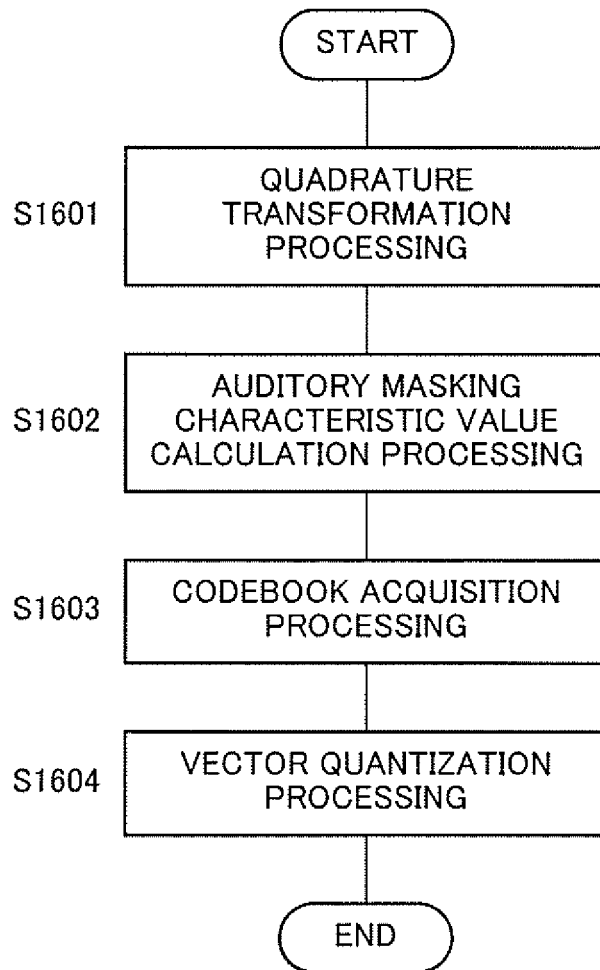 START
S1601
QUADRATURE
TRANSFORMATION
PROCESSING
S1602
AUDITORY MASKING
CHARACTERISTIC VALUE
CALCULATION PROCESSING
S1603
CODEBOOK ACQUISITION
PROCESSING
S1604
VECTOR QUANTIZATION
PROCESSING
END